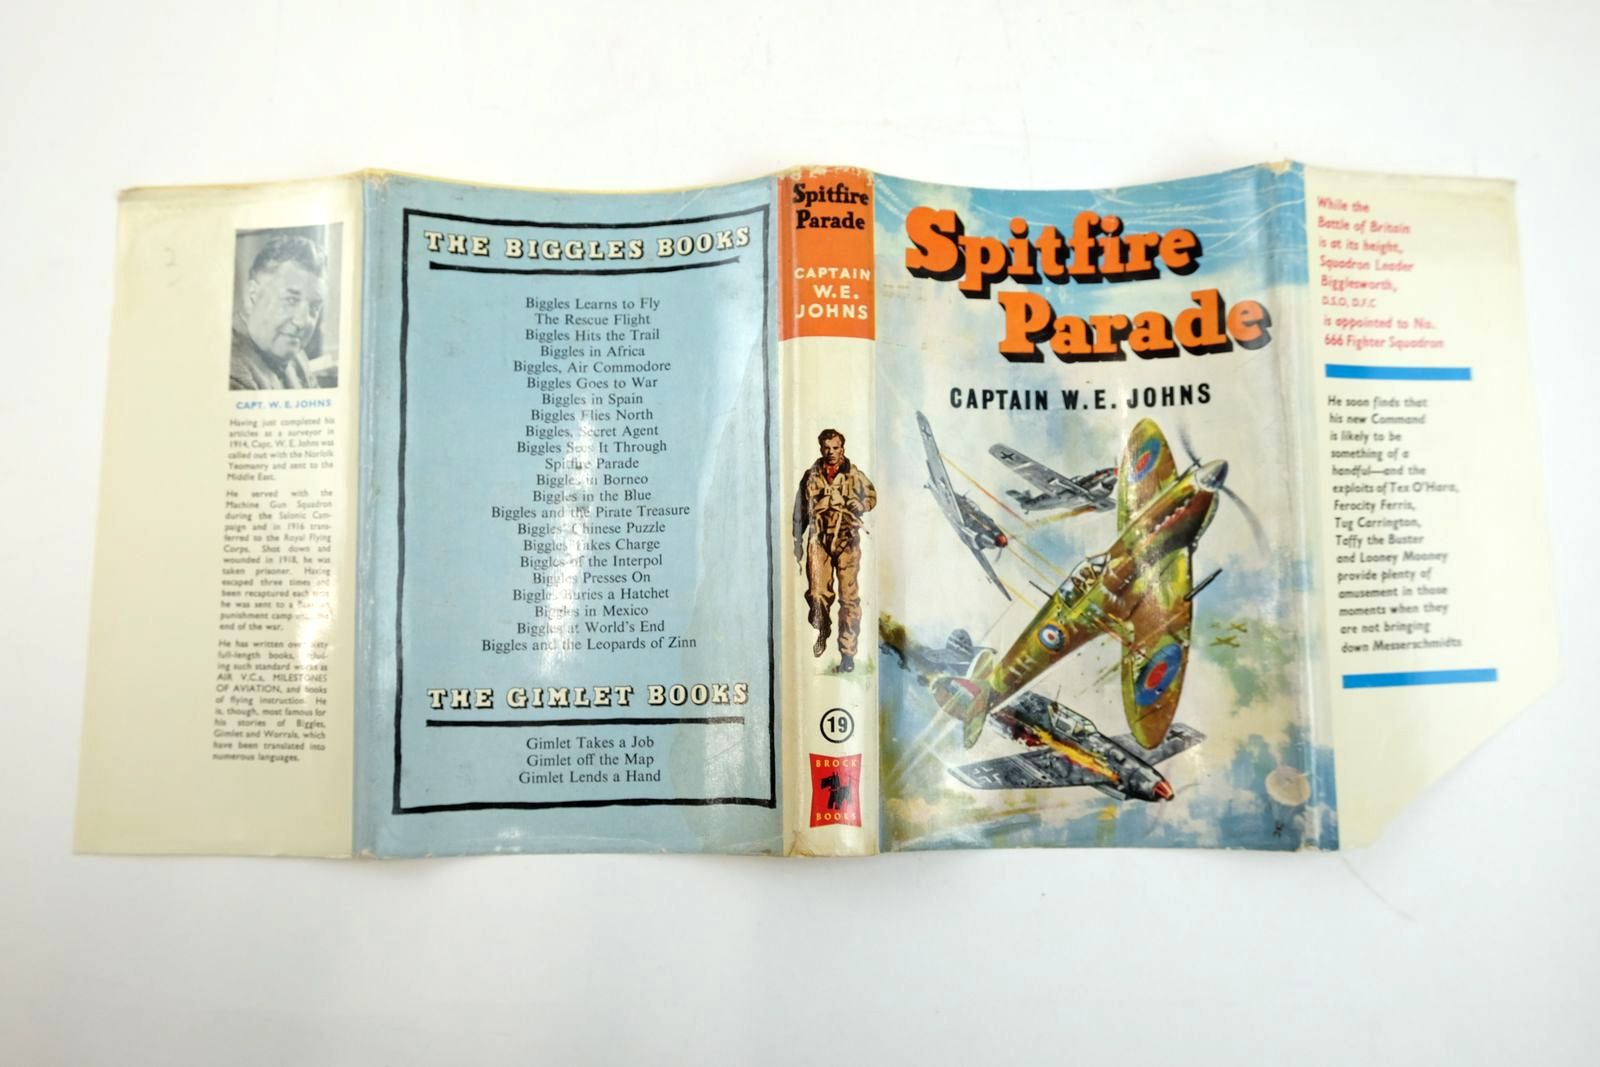 CAPT. W. E. JOHNS
Having just completed his
articles as a surveyor in
1914, Capt. W. E. Johns was
called out with the Norfolk
Yeomanry and sent to the
Middle East.
He served with the
Machine Gun Squadron
during the Salonic Cam-
paign and in 1916 trans-
ferred to the Royal Flying
Corps. Shot down and
wounded in 1918, he was
taken prisoner. Having
escaped three times and
been recaptured each time
he was sent to a
punishment camp until the
end of the war.
He has written over sixty
full-length books, includ-
ing such standard works as
AIR V.C.s, MILESTONES
OF AVIATION, and books
of flying instruction. He
is, though, most famous for
his stories of Biggles,
Gimlet and Worrals, which
have been translated into
numerous languages.
THE BIGGLES BOOKS
Biggles Learns to Fly
The Rescue Flight
Biggles Hits the Trail
Biggles in Africa
Biggles, Air Commodore
Biggles Goes to War
Biggles in Spain
Biggles Flies North
Biggles, Secret Agent
Biggles Sees It Through
Spitfire Parade
Biggles in Borneo
Biggles in the Blue
Biggles and the Pirate Treasure
Biggles' Chinese Puzzle
Biggles Takes Charge
Biggles of the Interpol
Biggles Presses On
Biggles Buries a Hatchet
Biggles in Mexico
Biggles at World's End
Biggles and the Leopards of Zinn
THE GIMLET BOOKS
Gimlet Takes a Job
Gimlet off the Map
Gimlet Lends a Hand
Spitfire
Parade
CAPTAIN
W.E.
JOHNS
19
BROCK
BOOKS
Spitfire
Parade
CAPTAIN W.E. JOHNS
While the
Battle of Britain
is at its height,
Squadron Leader
Bigglesworth,
D.S.O, D.F.C
is appointed to No.
666 Fighter Squadron
He soon finds that
his new Command
is likely to be
something of a
handful—and the
exploits of Tex O'Hara,
Ferocity Ferris,
Tug Carrington,
Taffy the Buster
and Looney Mooney
provide plenty of
amusement in those
moments when they
are not bringing
down Messerschmidts